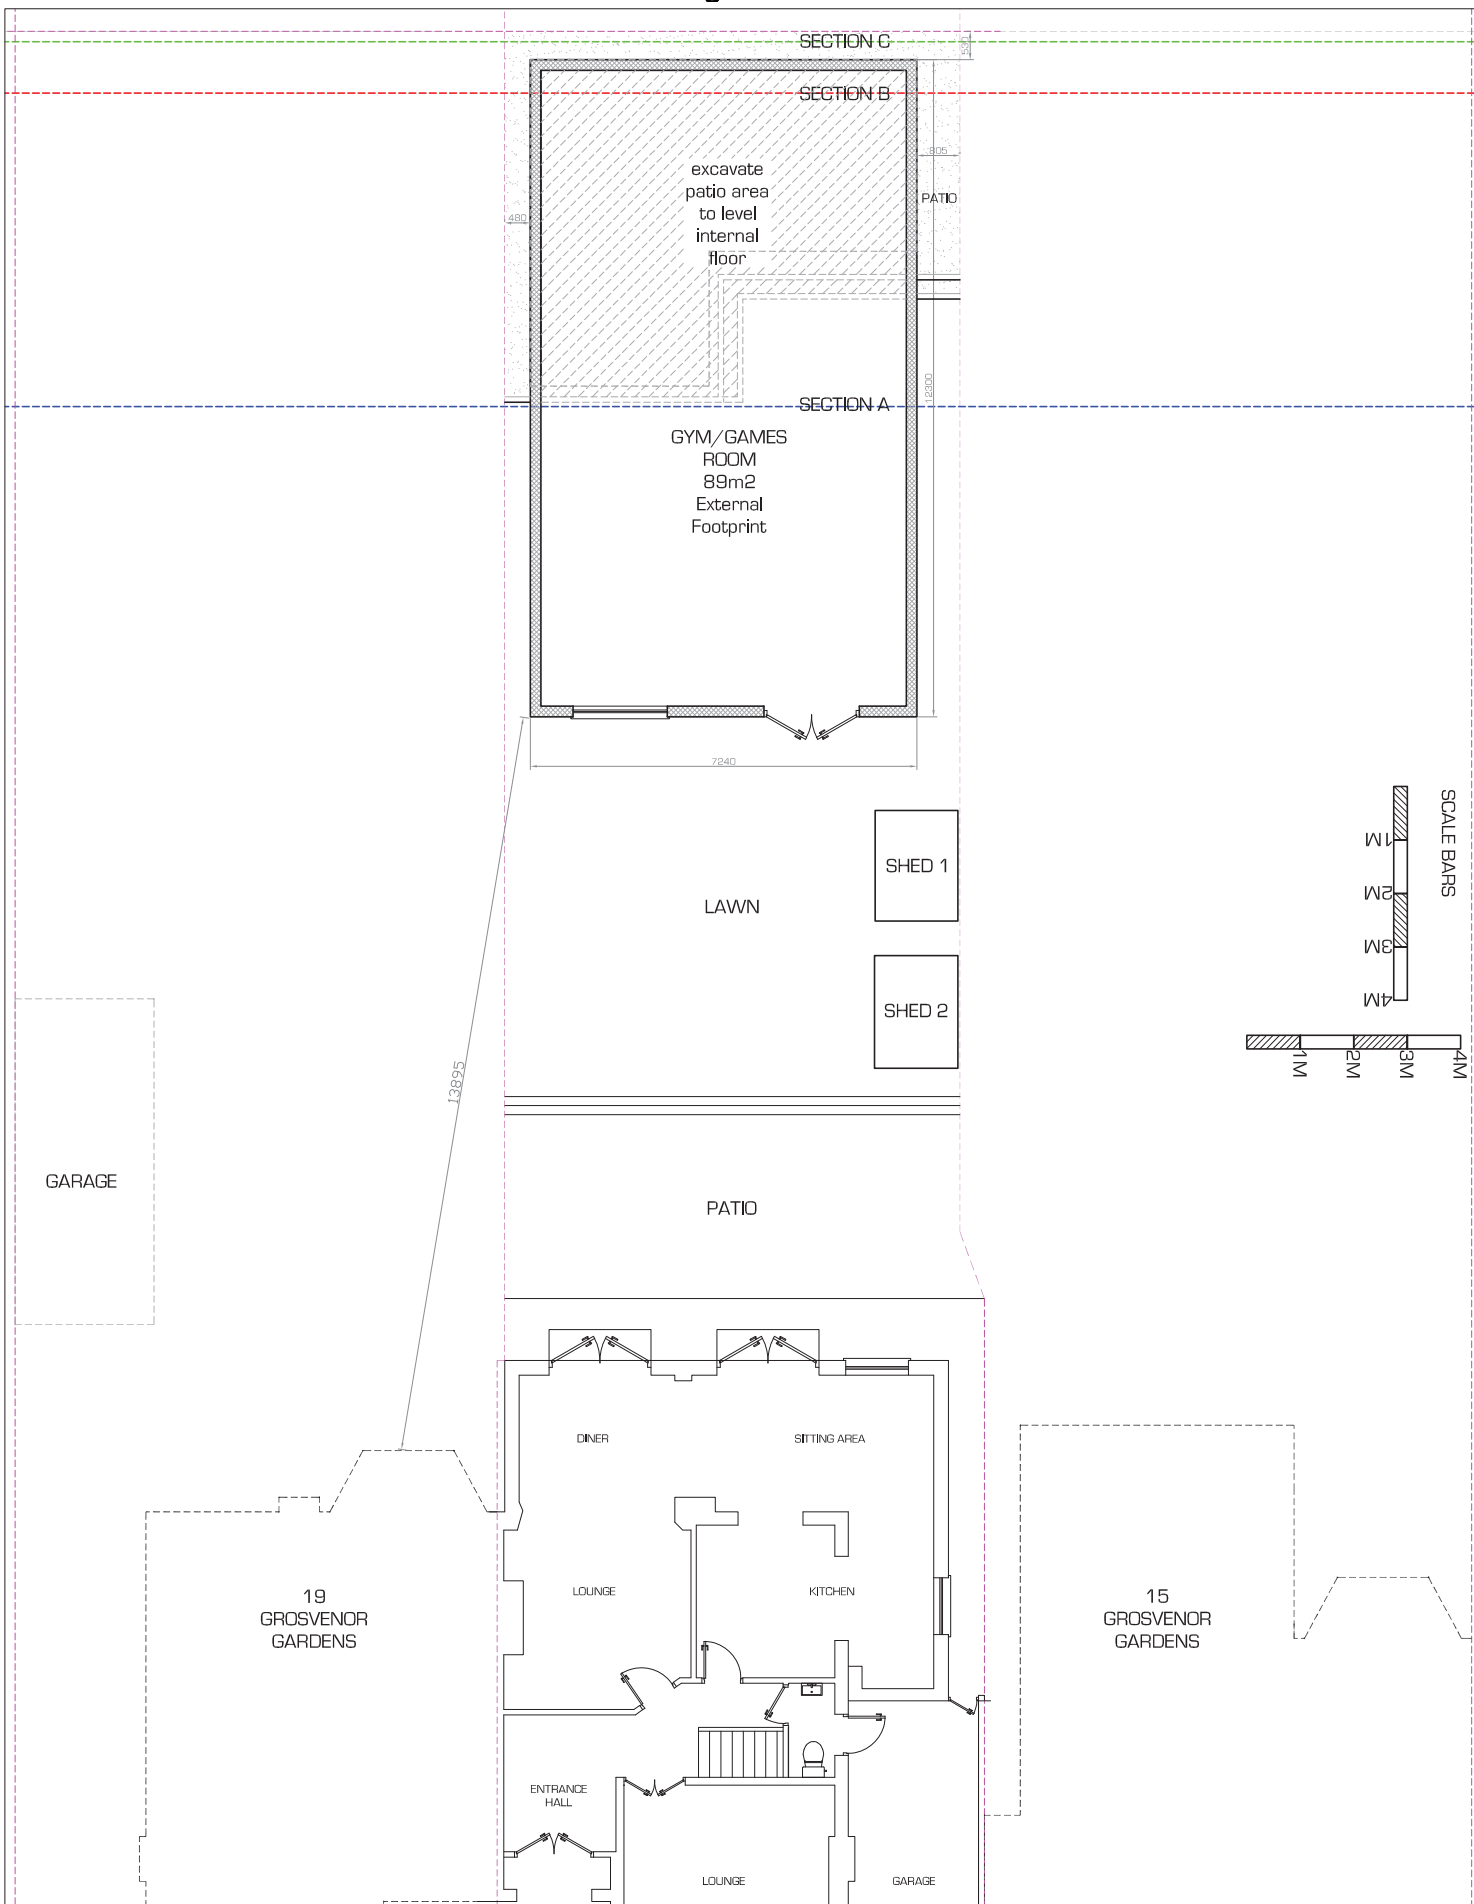 SECTION C
530
SECTION B
805
excavate
patio area
to level
internal
floor
PATIO
480
12300
SECTION A
GYM/GAMES
ROOM
89m2
External
Footprint
7240
SCALE BARS
1M
2M
3M
4M
SHED 1
LAWN
SHED 2
1M
2M
3M
4M
13895
GARAGE
PATIO
DINER
SITTING AREA
LOUNGE
KITCHEN
19
GROSVENOR
GARDENS
15
GROSVENOR
GARDENS
ENTRANCE
HALL
LOUNGE
GARAGE